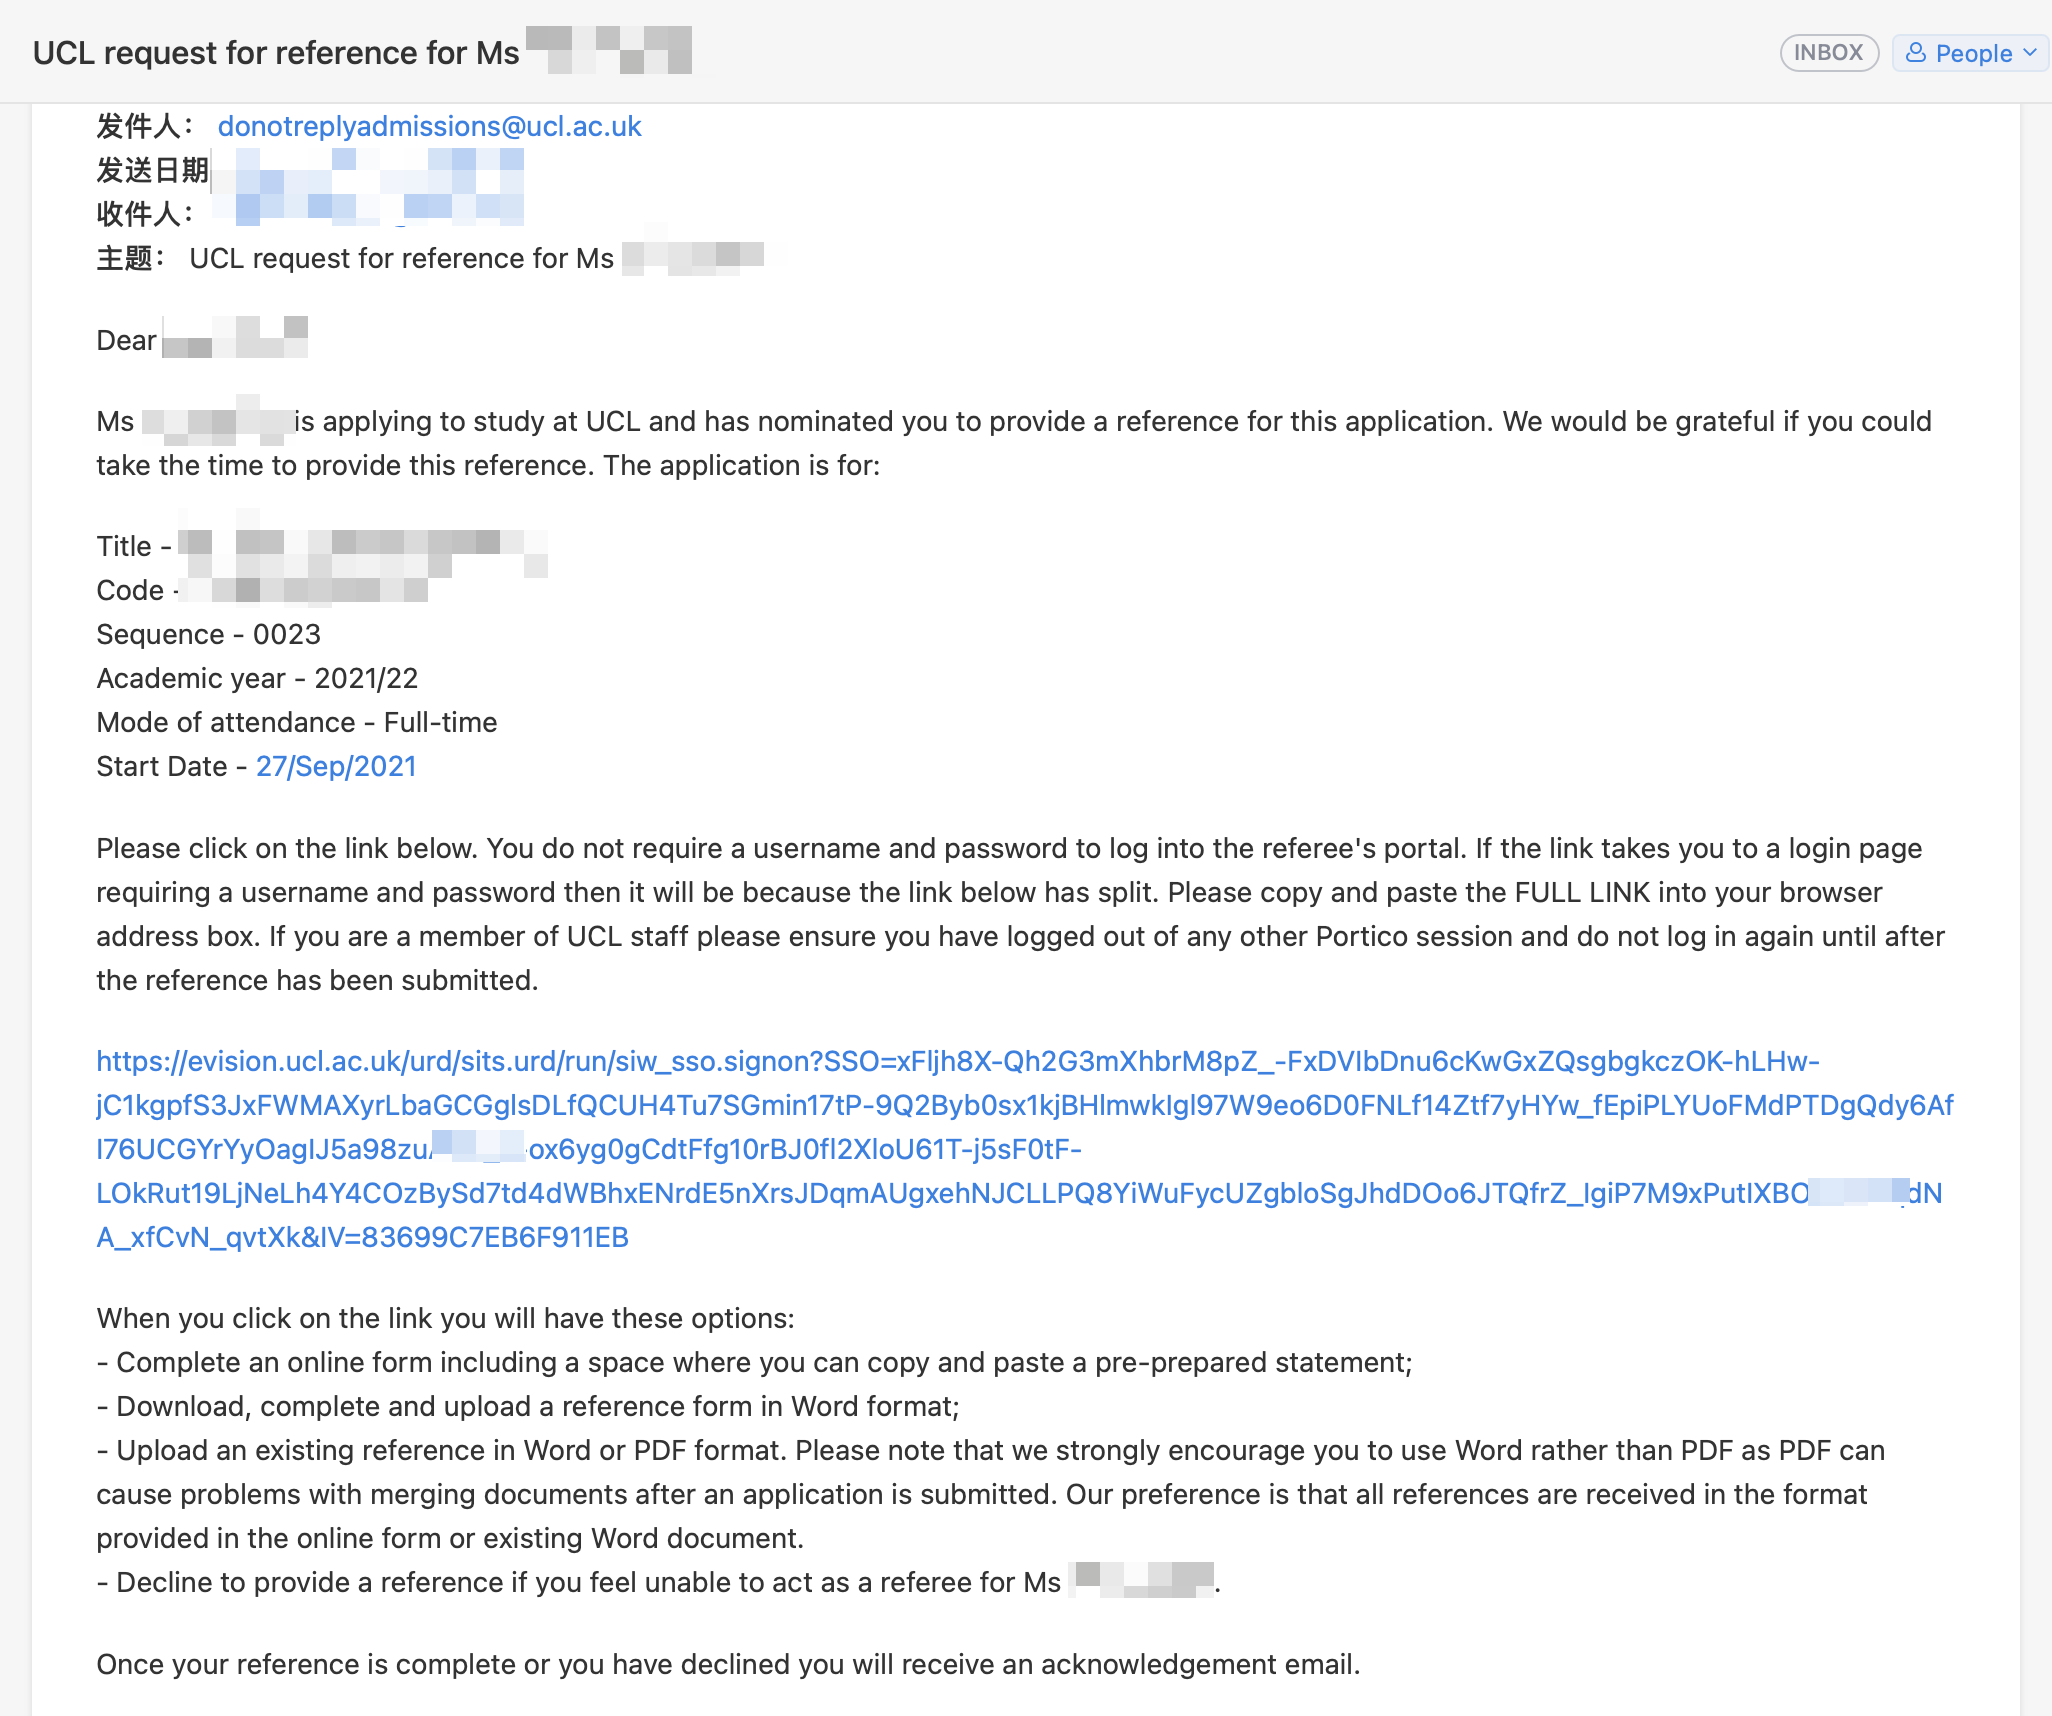 UCL request for reference for Ms
INBOX
People
发件人： donotreplyadmissions@ucl.ac.uk
发送日期
收件人：
主题： UCL request for reference for Ms
Dear
Ms is applying to study at UCL and has nominated you to provide a reference for this application. We would be grateful if you could
take the time to provide this reference. The application is for:
Title -
Code -
Sequence - 0023
Academic year - 2021/22
Mode of attendance - Full-time
Start Date - 27/Sep/2021
Please click on the link below. You do not require a username and password to log into the referee's portal. If the link takes you to a login page
requiring a username and password then it will be because the link below has split. Please copy and paste the FULL LINK into your browser
address box. If you are a member of UCL staff please ensure you have logged out of any other Portico session and do not log in again until after
the reference has been submitted.
https://evision.ucl.ac.uk/urd/sits.urd/run/siw_sso.signon?SSO=xFljh8X-Qh2G3mXhbrM8pZ_-FxDVIbDnu6cKwGxZQsgbgkczOK-hLHw-
jC1kgpfS3JxFWMAXyrLbaGCGglsDLfQCUH4Tu7SGmin17tP-9Q2Byb0sx1kjBHlmwkIgl97W9eo6D0FNLf14Ztf7yHYw_fEpiPLYUoFMdPTDgQdy6Af
I76UCGYrYyOagIJ5a98zu ox6yg0gCdtFfg10rBJ0fl2XloU61T-j5sF0tF-
LOkRut19LjNeLh4Y4COzBySd7td4dWBhxENrdE5nXrsJDqmAUgxehNJCLLPQ8YiWuFycUZgbloSgJhdDOo6JTQfrZ_IgiP7M9xPutIXBO dN
A_xfCvN_qvtXk&IV=83699C7EB6F911EB
When you click on the link you will have these options:
- Complete an online form including a space where you can copy and paste a pre-prepared statement;
- Download, complete and upload a reference form in Word format;
- Upload an existing reference in Word or PDF format. Please note that we strongly encourage you to use Word rather than PDF as PDF can
cause problems with merging documents after an application is submitted. Our preference is that all references are received in the format
provided in the online form or existing Word document.
- Decline to provide a reference if you feel unable to act as a referee for Ms .
Once your reference is complete or you have declined you will receive an acknowledgement email.